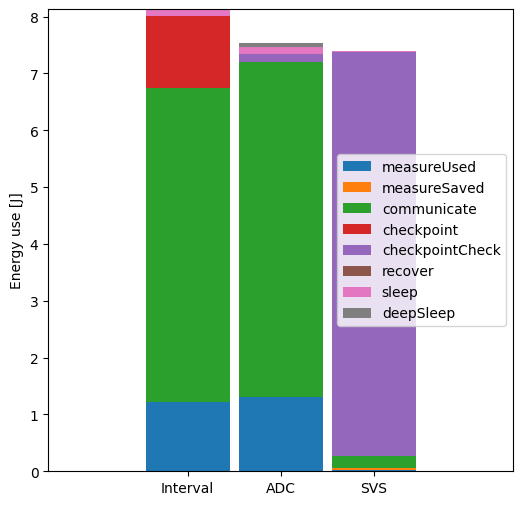 Energy use [J]
8
7
6
5
4
3
2
1
0
measureUsed
measureSaved
communicate
checkpoint
checkpointCheck
recover
sleep
deepSleep
Interval ADC SVS